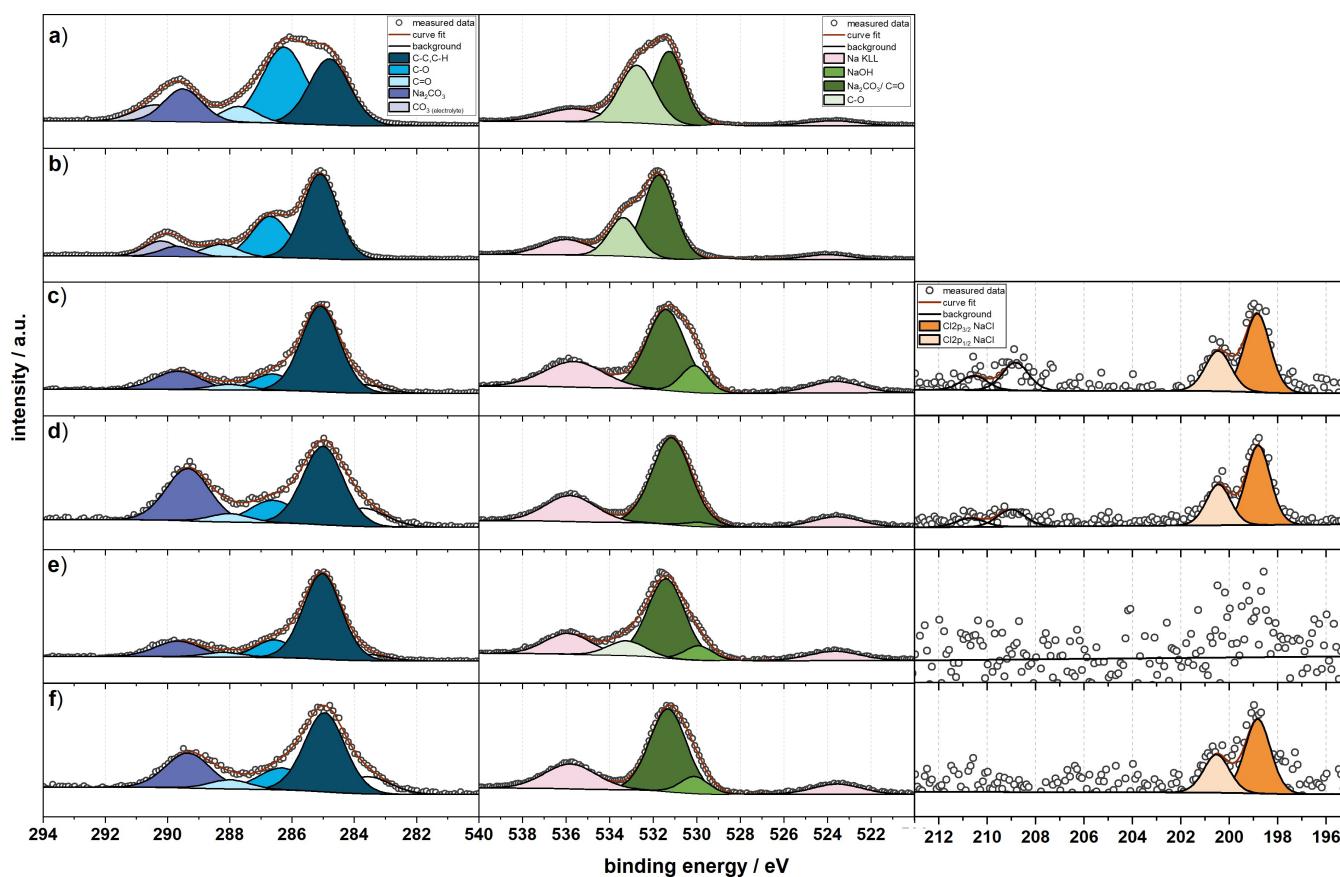 a)
measured data
curve fit
background
C-C,C-H
C-O
C=O
Na₂CO₃
CO₃ (electrolyte)
measured data
curve fit
background
Na KLL
NaOH
Na₂CO₃/ C=O
C-O
b)
c)
measured data
curve fit
background
Cl2p₃/₂ NaCl
Cl2p₁/₂ NaCl
d)
e)
f)
intensity / a.u.
294 292 290 288 286 284 282 540 538 536 534 532 530 528 526 524 522 212 210 208 206 204 202 200 198 196
binding energy / eV